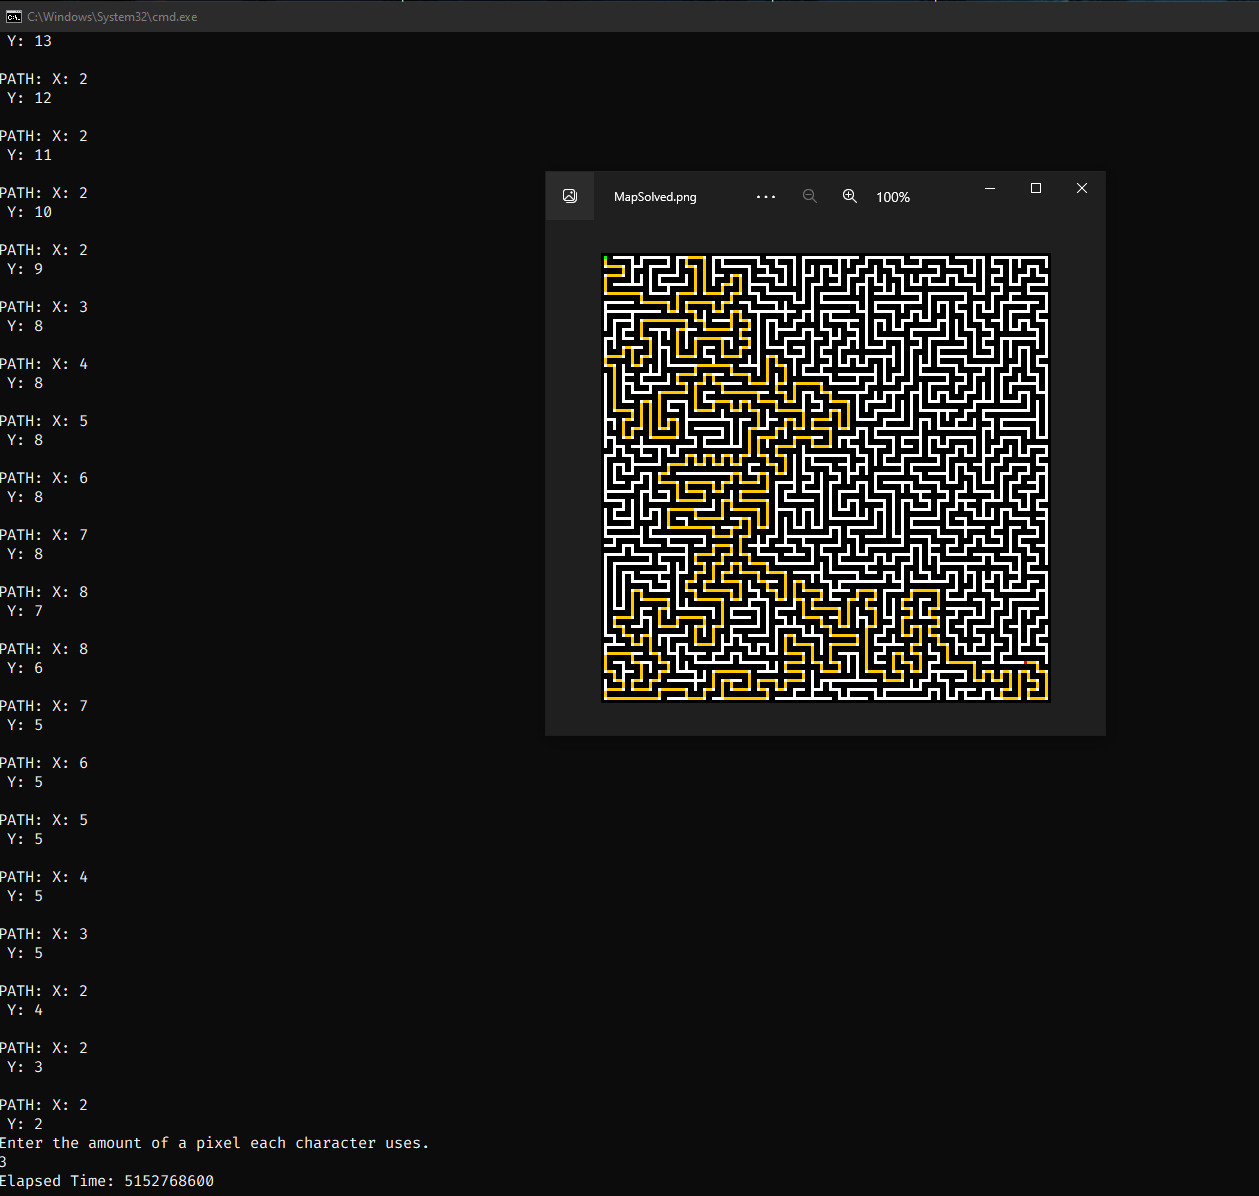 C:\Windows\System32\cmd.exe
Y: 13
PATH: X: 2
Y: 12
PATH: X: 2
Y: 11
PATH: X: 2
Y: 10
PATH: X: 2
Y: 9
PATH: X: 3
Y: 8
PATH: X: 4
Y: 8
PATH: X: 5
Y: 8
PATH: X: 6
Y: 8
PATH: X: 7
Y: 8
PATH: X: 8
Y: 7
PATH: X: 8
Y: 6
PATH: X: 7
Y: 5
PATH: X: 6
Y: 5
PATH: X: 5
Y: 5
PATH: X: 4
Y: 5
PATH: X: 3
Y: 5
PATH: X: 2
Y: 4
PATH: X: 2
Y: 3
PATH: X: 2
Y: 2
Enter the amount of a pixel each character uses.
3
Elapsed Time: 5152768600
MapSolved.png
100%